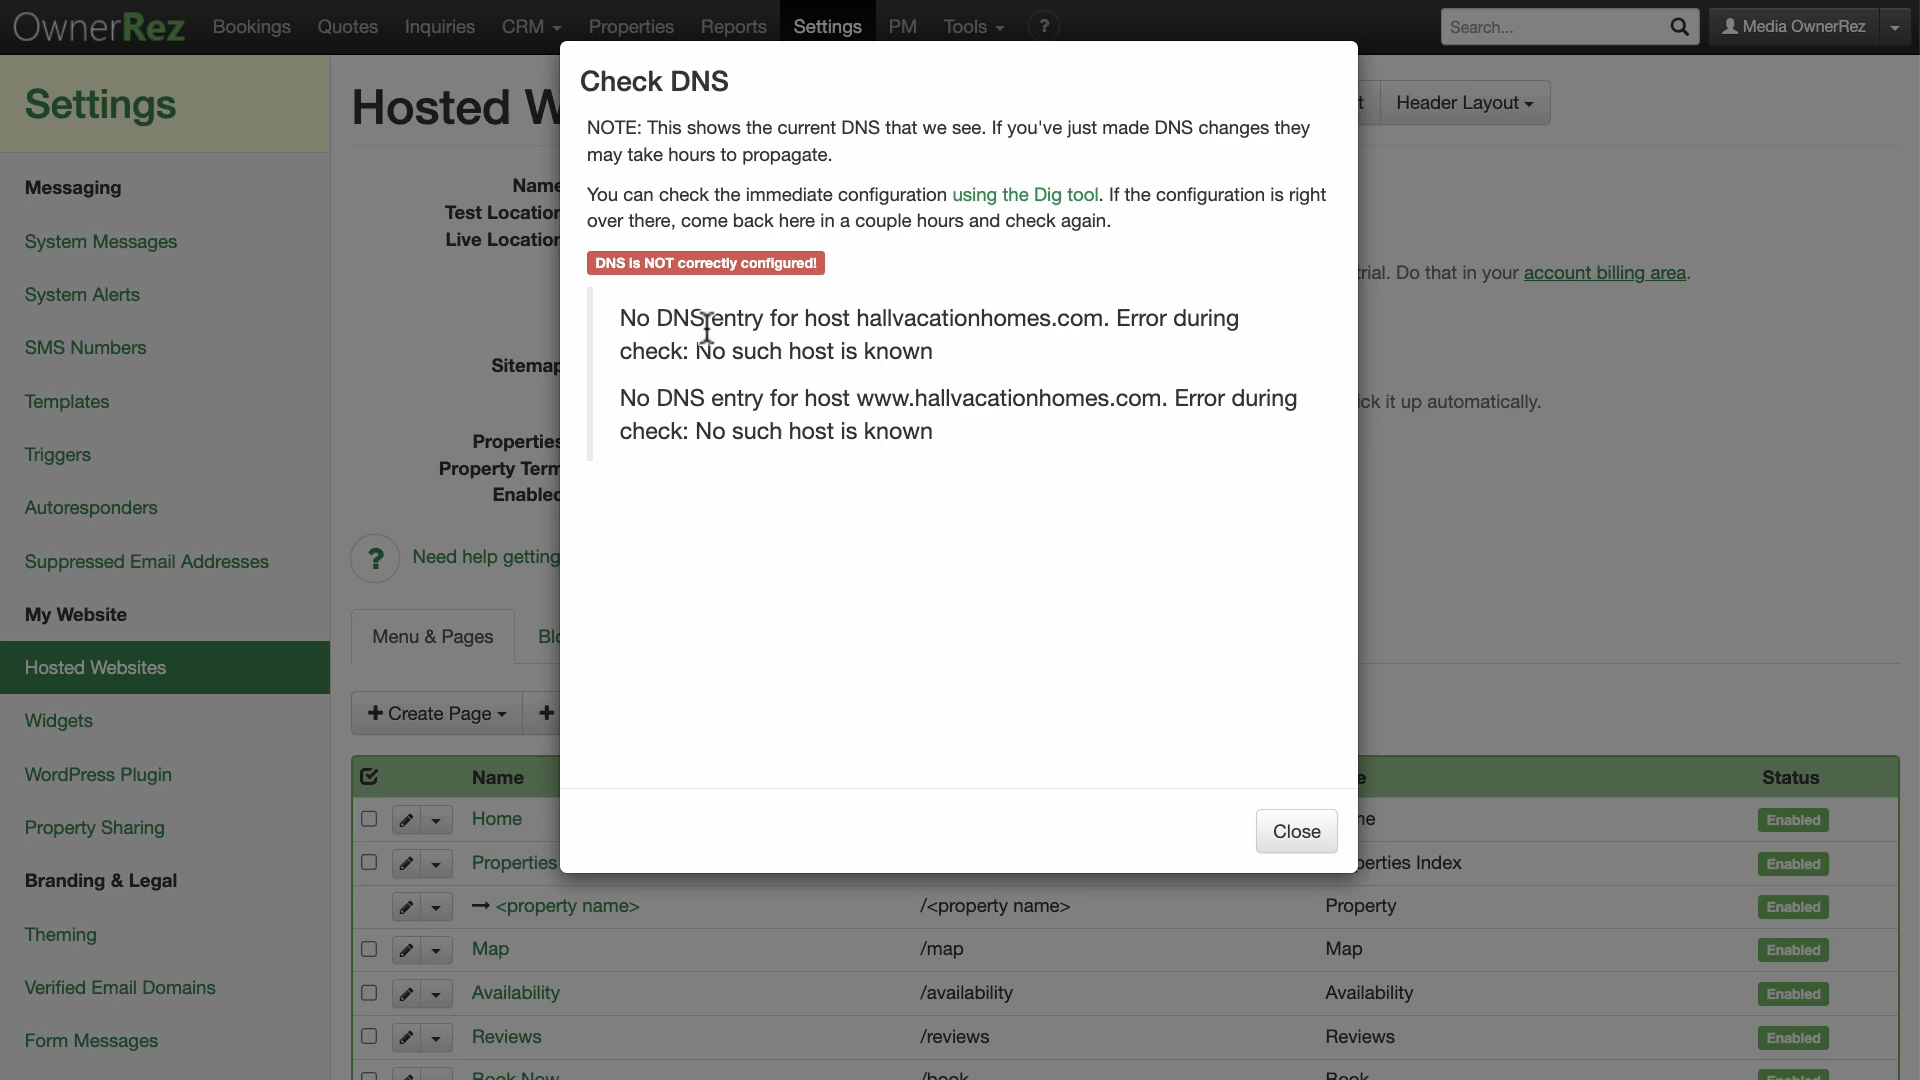 OwnerRez Bookings Quotes Inquiries CRM Properties Reports Settings PM Tools ? Search... Media OwnerRez
Settings
Messaging
System Messages
System Alerts
SMS Numbers
Templates
Triggers
Autoresponders
Suppressed Email Addresses
My Website
Hosted Websites
Widgets
WordPress Plugin
Property Sharing
Branding & Legal
Theming
Verified Email Domains
Form Messages
Hosted W
Header Layout
Name
Test Location
Live Location
trial. Do that in your account billing area.
Sitemap
ick it up automatically.
Properties
Property Term
Enabled
? Need help getting
Check DNS
NOTE: This shows the current DNS that we see. If you've just made DNS changes they
may take hours to propagate.
You can check the immediate configuration using the Dig tool. If the configuration is right
over there, come back here in a couple hours and check again.
DNS is NOT correctly configured!
No DNS entry for host hallvacationhomes.com. Error during
check: No such host is known
No DNS entry for host www.hallvacationhomes.com. Error during
check: No such host is known
Close
Menu & Pages
Create Page
Name Status
Home Enabled
Properties perties Index Enabled
<property name> /<property name> Property Enabled
Map /map Map Enabled
Availability /availability Availability Enabled
Reviews /reviews Reviews Enabled
Book Now /book Book Enabled